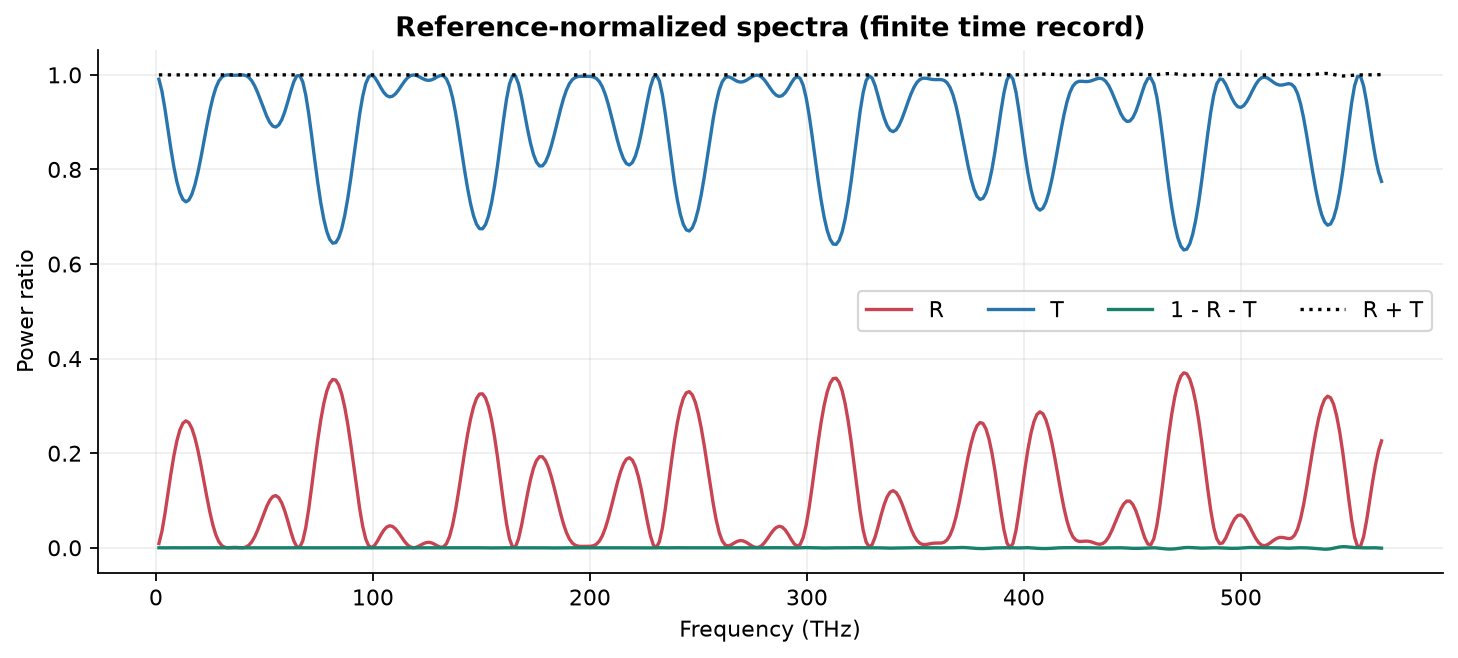 Reference-normalized spectra (finite time record)
Power ratio
1.0
0.8
0.6
0.4
0.2
0.0
R T 1 - R - T R + T
0 100 200 300 400 500
Frequency (THz)